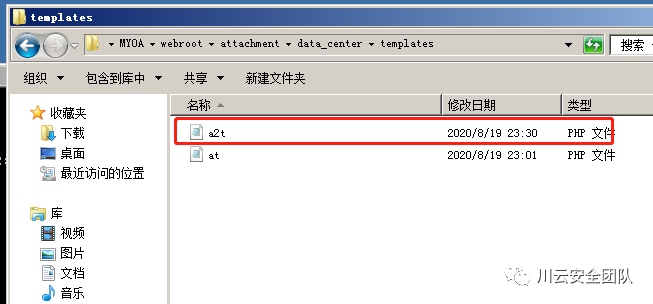 templates
MYOA webroot attachment data_center templates
搜索
组织 包含到库中 共享 新建文件夹
收藏夹
下载
桌面
最近访问的位置
库
视频
图片
文档
音乐
名称 修改日期 类型
a2t 2020/8/19 23:30 PHP 文件
at 2020/8/19 23:01 PHP 文件
川云安全团队